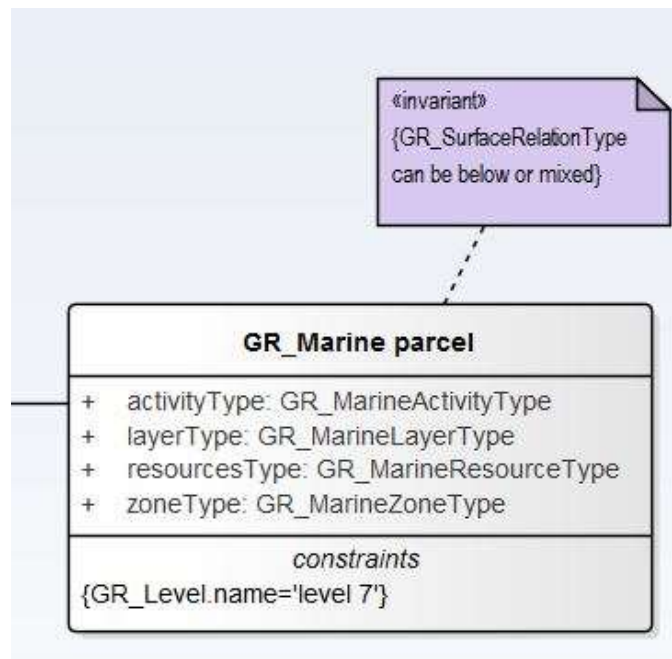 «invariant»
{GR_SurfaceRelationType
can be below or mixed}
GR_Marine parcel
+ activityType: GR_MarineActivityType
+ layerType: GR_MarineLayerType
+ resourcesType: GR_MarineResourceType
+ zoneType: GR_MarineZoneType
constraints
{GR_Level.name='level 7'}